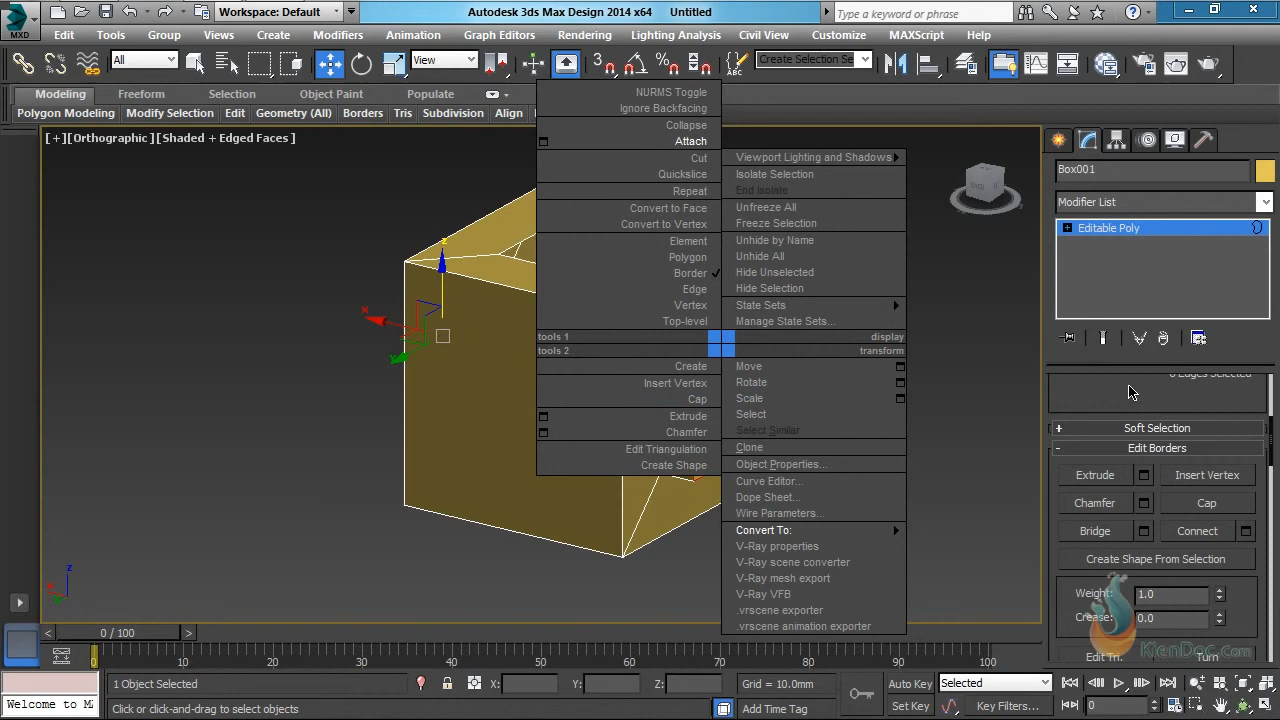 MXD
Workspace: Default
Autodesk 3ds Max Design 2014 x64 Untitled
Type a keyword or phrase
Edit Tools Group Views Create Modifiers Animation Graph Editors Rendering Lighting Analysis Civil View Customize MAXScript Help
All View 3 Create Selection Se
Modeling Freeform Selection Object Paint Populate
Polygon Modeling Modify Selection Edit Geometry (All) Borders Tris Subdivision Align
[+][Orthographic][Shaded + Edged Faces]
NURMS Toggle
Ignore Backfacing
Collapse
Attach
Cut
Quickslice
Repeat
Convert to Face
Convert to Vertex
Element
Polygon
Border
Edge
Vertex
Top-level
tools 1
tools 2
Create
Insert Vertex
Cap
Extrude
Chamfer
Edit Triangulation
Create Shape
Viewport Lighting and Shadows
Isolate Selection
End Isolate
Unfreeze All
Freeze Selection
Unhide by Name
Unhide All
Hide Unselected
Hide Selection
State Sets
Manage State Sets...
display
transform
Move
Rotate
Scale
Select
Select Similar
Clone
Object Properties...
Curve Editor...
Dope Sheet...
Wire Parameters...
Convert To:
V-Ray properties
V-Ray scene converter
V-Ray mesh export
V-Ray VFB
.vrscene exporter
.vrscene animation exporter
z
x
y
z
Box001
Modifier List
Editable Poly
Soft Selection
Edit Borders
Extrude Insert Vertex
Chamfer Cap
Bridge Connect
Create Shape From Selection
Weight: 1.0
Crease: 0.0
Edit Tri. Turn
KienDoc.Com
< 0 / 100 >
0 10 20 30 40 50 60 70 80 90 100
Welcome to M
1 Object Selected
X: Y: Z: Grid = 10.0mm
Auto Key Selected
Click or click-and-drag to select objects
Add Time Tag
Set Key Key Filters... 0